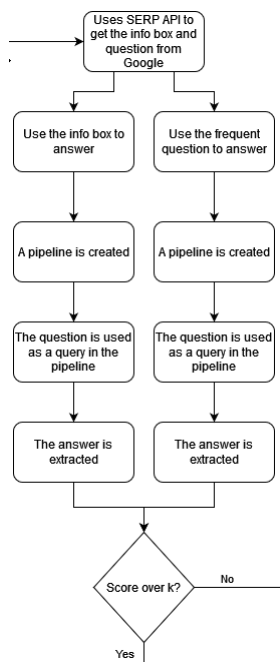 Uses SERP API to
get the info box and
question from
Google
Use the info box to
answer
Use the frequent
question to answer
A pipeline is created
A pipeline is created
The question is used
as a query in the
pipeline
The question is used
as a query in the
pipeline
The answer is
extracted
The answer is
extracted
Score over k?
No
Yes